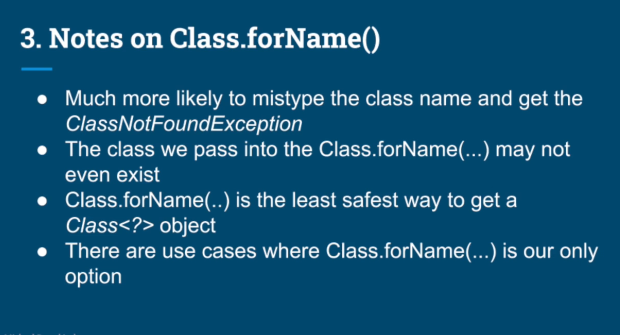 3. Notes on Class.forName()
● Much more likely to mistype the class name and get the
ClassNotFoundException
● The class we pass into the Class.forName(...) may not
even exist
● Class.forName(..) is the least safest way to get a
Class<?> object
● There are use cases where Class.forName(...) is our only
option